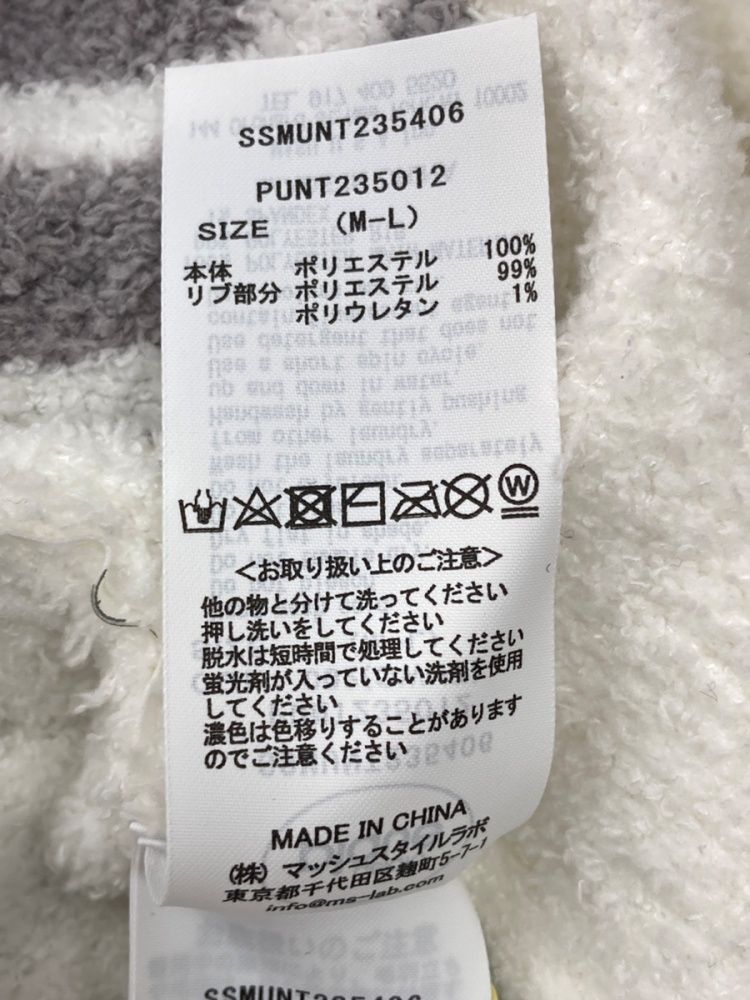 SSMUNT235406
PUNT235012
SIZE (M-L)
本体 ポリエステル 100%
リブ部分 ポリエステル 99%
ポリウレタン 1%
W
<お取り扱い上のご注意>
他の物と分けて洗ってください
押し洗いをしてください
脱水は短時間で処理してください
蛍光剤が入っていない洗剤を使用
してください
濃色は色移りすることがあります
のでご注意ください
MADE IN CHINA
(株) マッシュスタイルラボ
東京都千代田区麹町5-7-1
info@ms-lab.com
SSMUNT235406